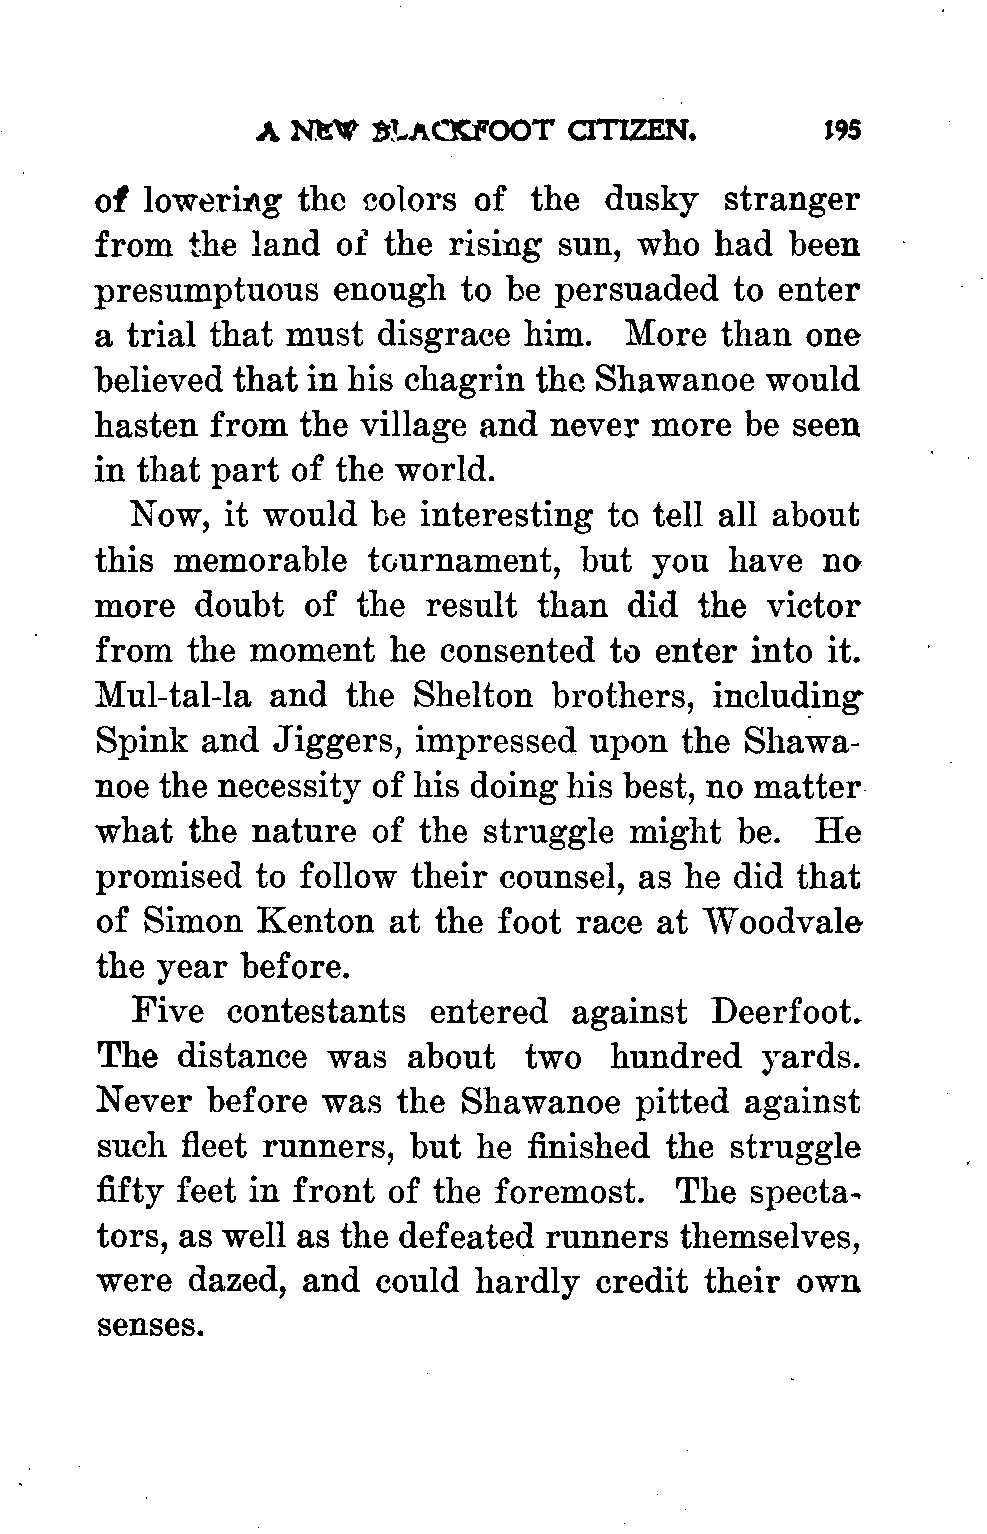 A NEW BLACKFOOT CITIZEN. 195
of lowering the colors of the dusky stranger
from the land of the rising sun, who had been
presumptuous enough to be persuaded to enter
a trial that must disgrace him. More than one
believed that in his chagrin the Shawanoe would
hasten from the village and never more be seen
in that part of the world.
Now, it would be interesting to tell all about
this memorable tournament, but you have no
more doubt of the result than did the victor
from the moment he consented to enter into it.
Mul-tal-la and the Shelton brothers, including
Spink and Jiggers, impressed upon the Shawa-
noe the necessity of his doing his best, no matter
what the nature of the struggle might be. He
promised to follow their counsel, as he did that
of Simon Kenton at the foot race at Woodvale
the year before.
Five contestants entered against Deerfoot.
The distance was about two hundred yards.
Never before was the Shawanoe pitted against
such fleet runners, but he finished the struggle
fifty feet in front of the foremost. The specta-
tors, as well as the defeated runners themselves,
were dazed, and could hardly credit their own
senses.